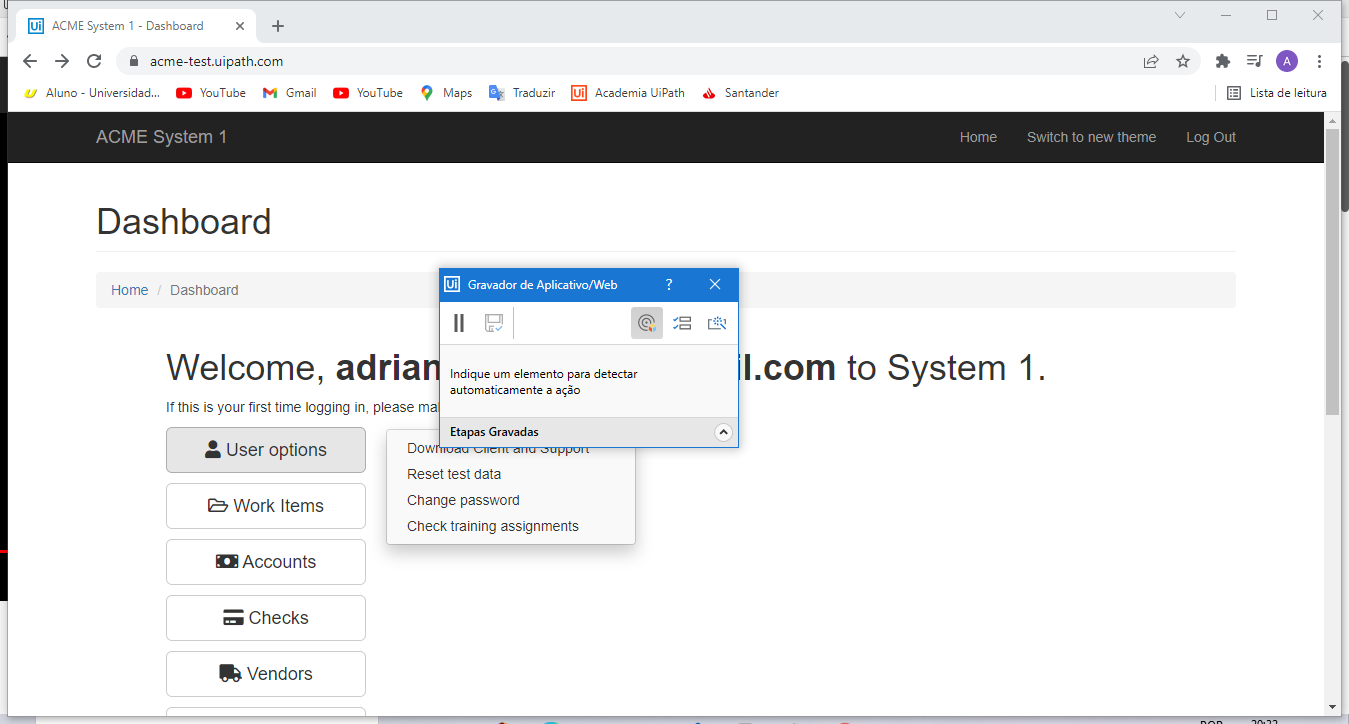 ACME System 1 - Dashboard
acme-test.uipath.com
A
Aluno - Universidad... YouTube Gmail YouTube Maps Traduzir Academia UiPath Santander Lista de leitura
ACME System 1 Home Switch to new theme Log Out
Dashboard
Home / Dashboard
Ui Gravador de Aplicativo/Web ?
Indique um elemento para detectar
automaticamente a ação
Etapas Gravadas
Welcome, adrian il.com to System 1.
If this is your first time logging in, please
User options
Work Items
Accounts
Checks
Vendors
Download Client and Support
Reset test data
Change password
Check training assignments